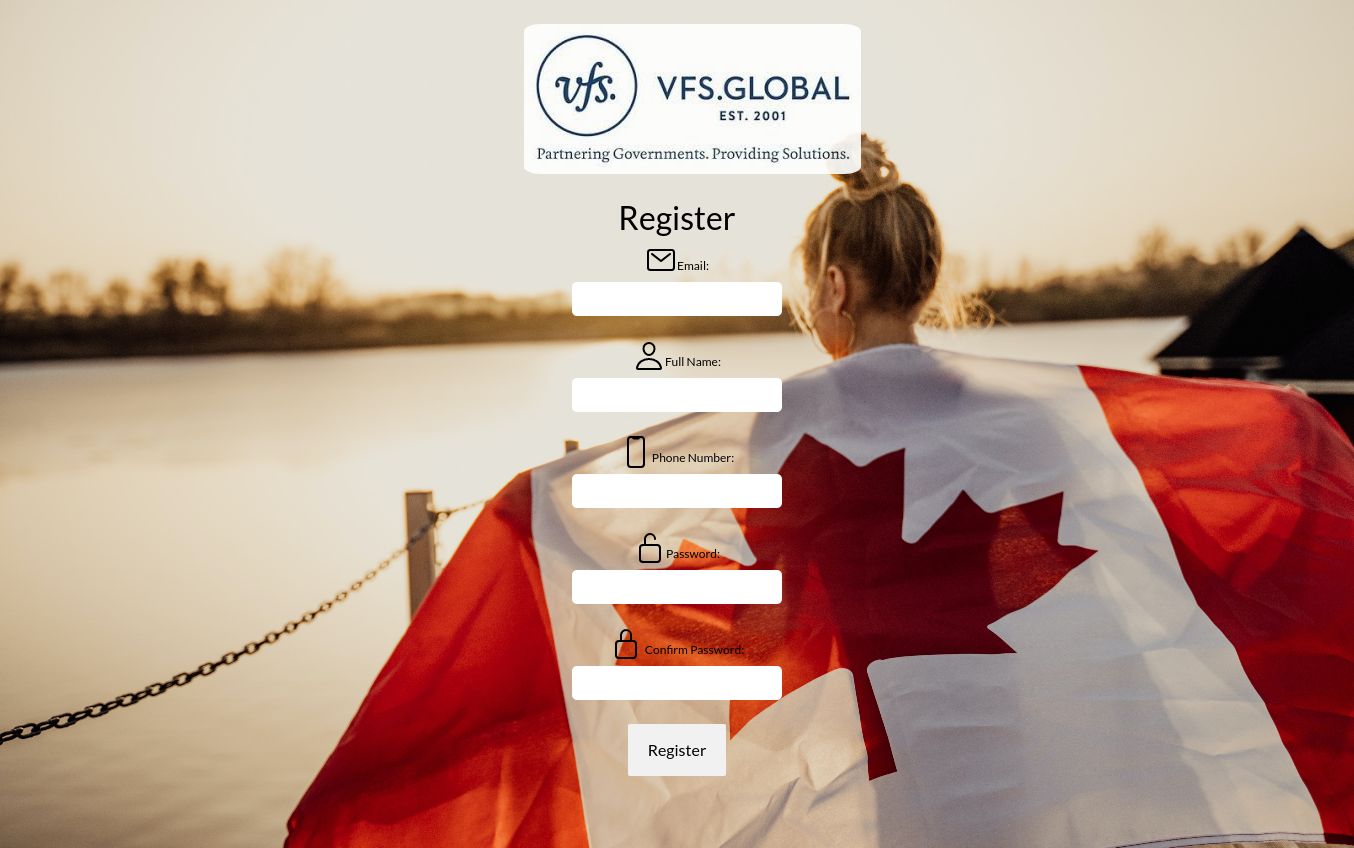 vfs.
VFS.GLOBAL
EST. 2001
Partnering Governments. Providing Solutions.
Register
Email:
Full Name:
Phone Number:
Password:
Confirm Password:
Register